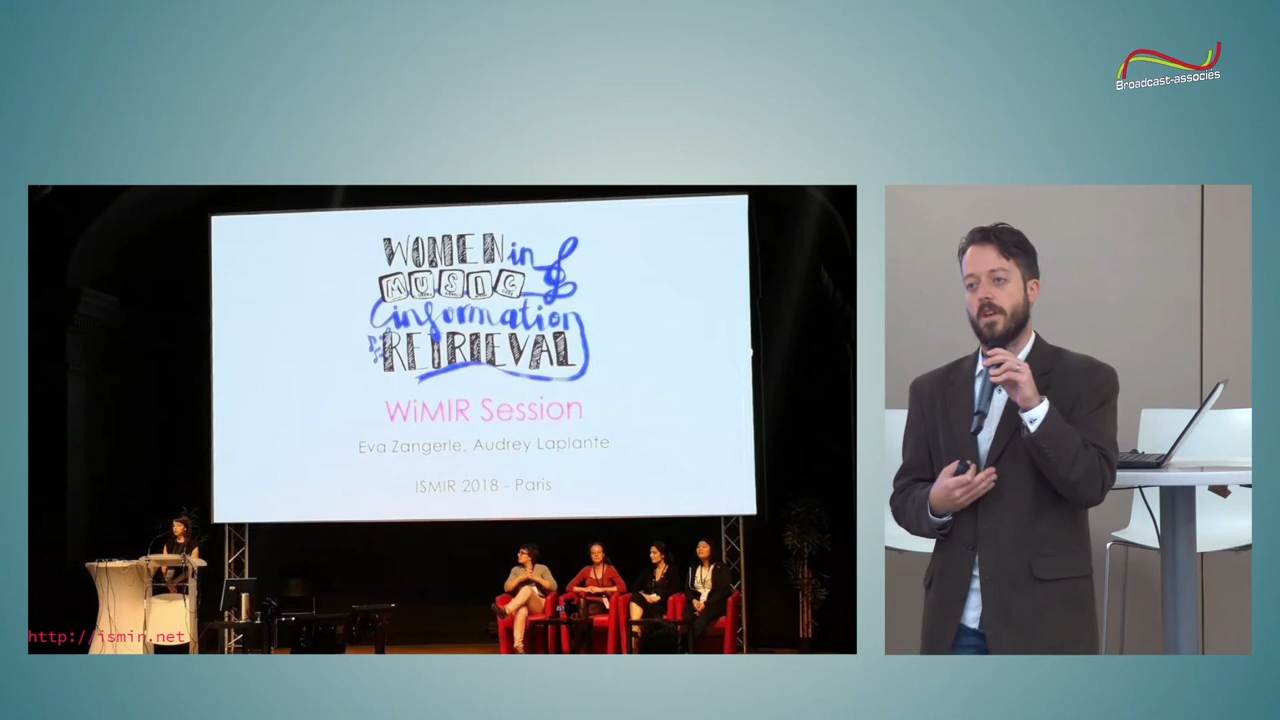 Broadcast-associés
WOMEN in
MUSIC
information
RETRIEVAL
WiMIR Session
Eva Zangerle, Audrey Laplante
ISMIR 2018 - Paris
http://ismir.net